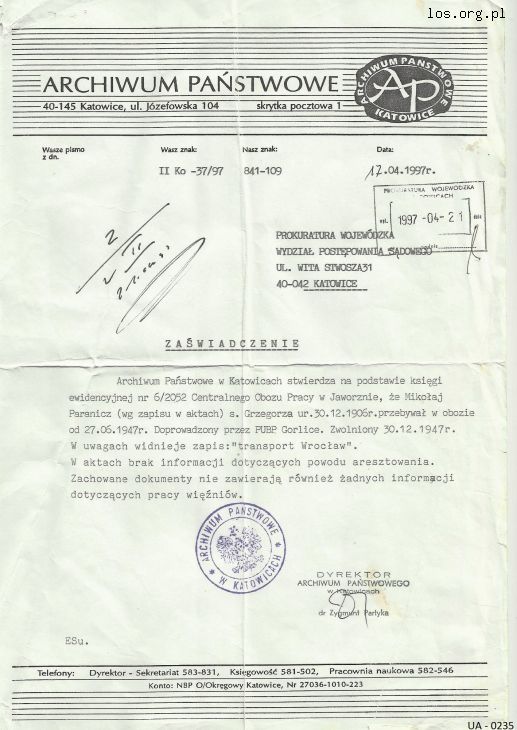 los.org.pl
ARCHIWUM PAŃSTWOWE
40-145 Katowice, ul. Józefowska 104 skrytka pocztowa 1
ARCHIWUM PAŃSTWOWE
AP
KATOWICE
Wasze pismo Wasz znak: Nasz znak: Data:
z dn.
II Ko -37/97 841-109 17.04.1997r.
PROKURATURA WOJEWÓDZKA
1997 -04- 21
PROKURATURA WOJEWÓDZKA
WYDZIAŁ POSTĘPOWANIA SĄDOWEGO
UL. WITA STWOSZA31
40-042 KATOWICE
ZAŚWIADCZENIE
Archiwum Państwowe w Katowicach stwierdza na podstawie księgi
ewidencyjnej nr 6/2052 Centralnego Obozu Pracy w Jaworznie, że Mikołaj
Paranicz (wg zapisu w aktach) s. Grzegorza ur.30.12.1906r.przebywał w obozie
od 27.06.1947r. Doprowadzony przez PUBP Gorlice. Zwolniony 30.12.1947r.
W uwagach widnieje zapis:"transport Wrocław".
W aktach brak informacji dotyczących powodu aresztowania.
Zachowane dokumenty nie zawierają również żadnych informacji
dotyczących pracy więźniów.
ARCHIWUM PAŃSTWOWE
W KATOWICACH
DYREKTOR
ARCHIWUM PAŃSTWOWEGO
w Katowicach
dr Zygmunt Partyka
ESu.
Telefony: Dyrektor - Sekretariat 583-831, Księgowość 581-502, Pracownia naukowa 582-546
Konto: NBP O/Okręgowy Katowice, Nr 27036-1010-223
UA - 0235